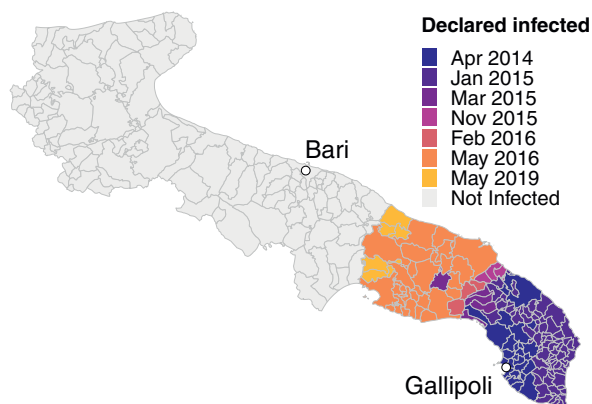 Declared infected
Apr 2014
Jan 2015
Mar 2015
Nov 2015
Feb 2016
May 2016
May 2019
Not Infected
Bari
Gallipoli